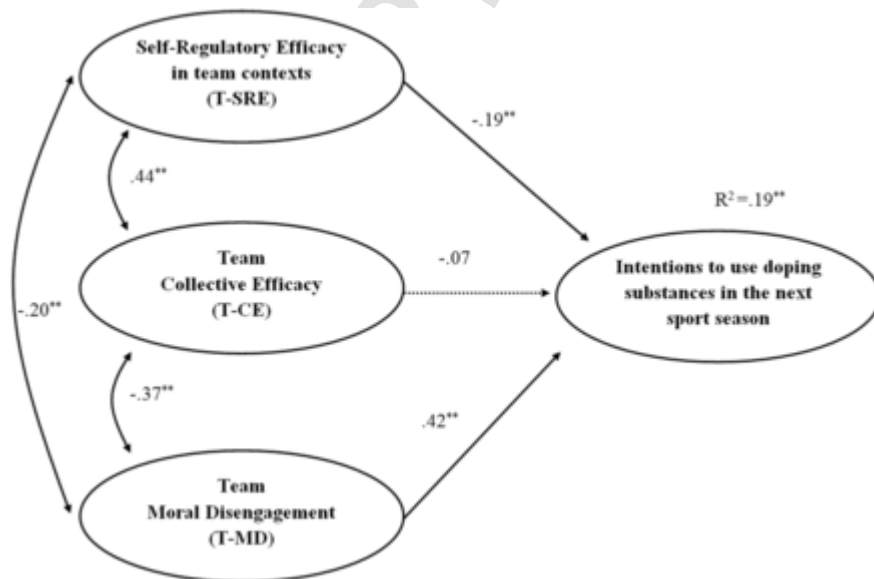 Self-Regulatory Efficacy
in team contexts
(T-SRE)
-.19**
.44**
R²=.19**
Team
Collective Efficacy
(T-CE)
-.07
Intentions to use doping
substances in the next
sport season
-.20**
-.37**
.42**
Team
Moral Disengagement
(T-MD)